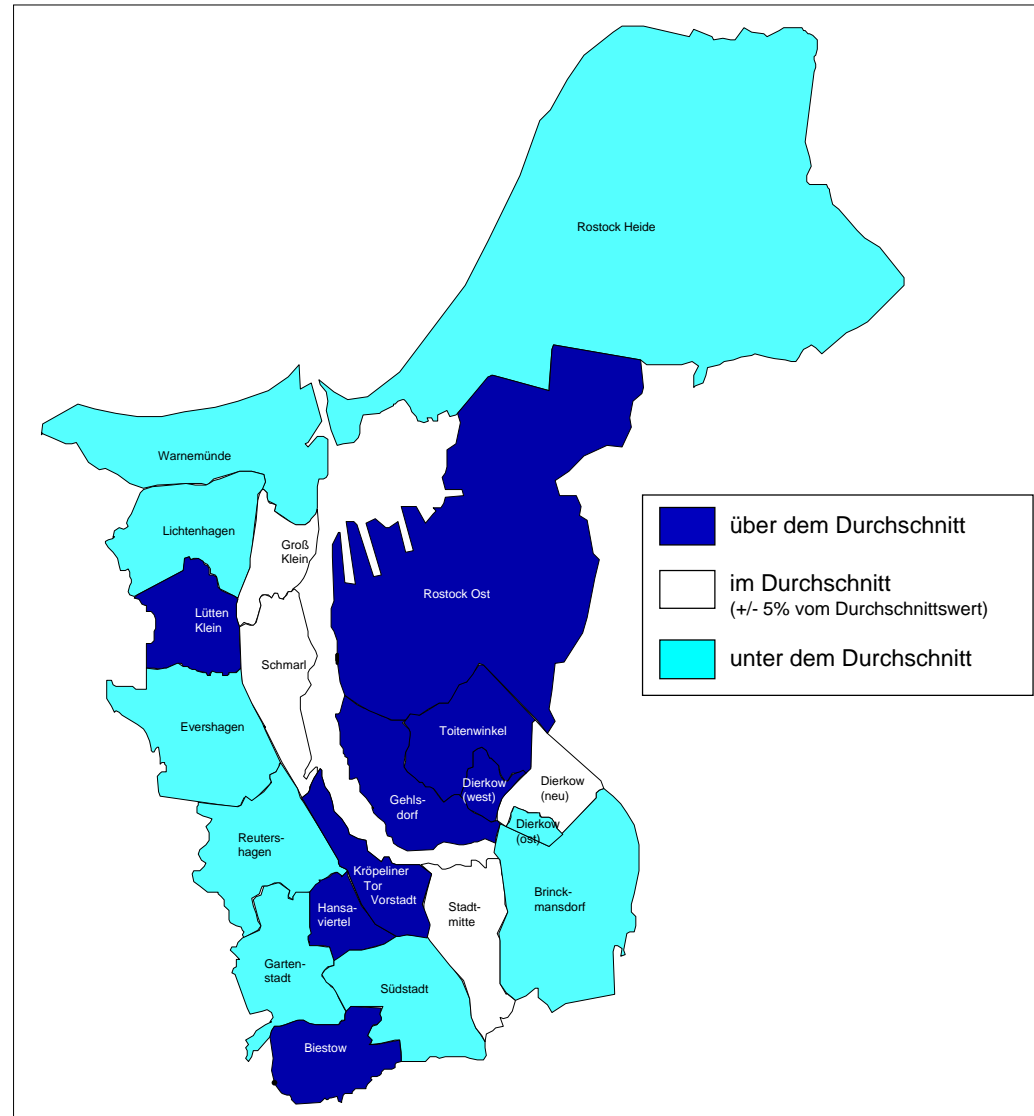 Rostock Heide
Warnemünde
Lichtenhagen
Groß
Klein
Rostock Ost
Lütten
Klein
Schmarl
Evershagen
Toitenwinkel
Dierkow
(west)
Dierkow
(neu)
Gehls-
dorf
Dierkow
(ost)
Reuters-
hagen
Kröpeliner
Tor
Vorstadt
Hansa-
viertel
Stadt-
mitte
Brinck-
mansdorf
Garten-
stadt
Südstadt
Biestow
über dem Durchschnitt
im Durchschnitt
(+/- 5% vom Durchschnittswert)
unter dem Durchschnitt